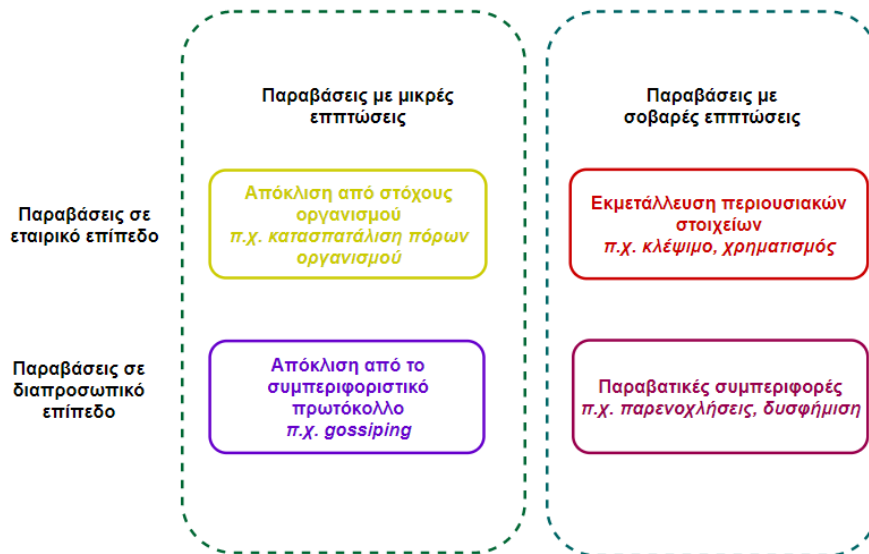 Παραβάσεις με μικρές
επιπτώσεις
Παραβάσεις με
σοβαρές επιπτώσεις
Παραβάσεις σε
εταιρικό επίπεδο
Απόκλιση από στόχους
οργανισμού
π.χ. κατασπατάλιση πόρων
οργανισμού
Εκμετάλλευση περιουσιακών
στοιχείων
π.χ. κλέψιμο, χρηματισμός
Παραβάσεις σε
διαπροσωπικό
επίπεδο
Απόκλιση από το
συμπεριφοριστικό
πρωτόκολλο
π.χ. gossiping
Παραβατικές συμπεριφορές
π.χ. παρενοχλήσεις, δυσφήμιση